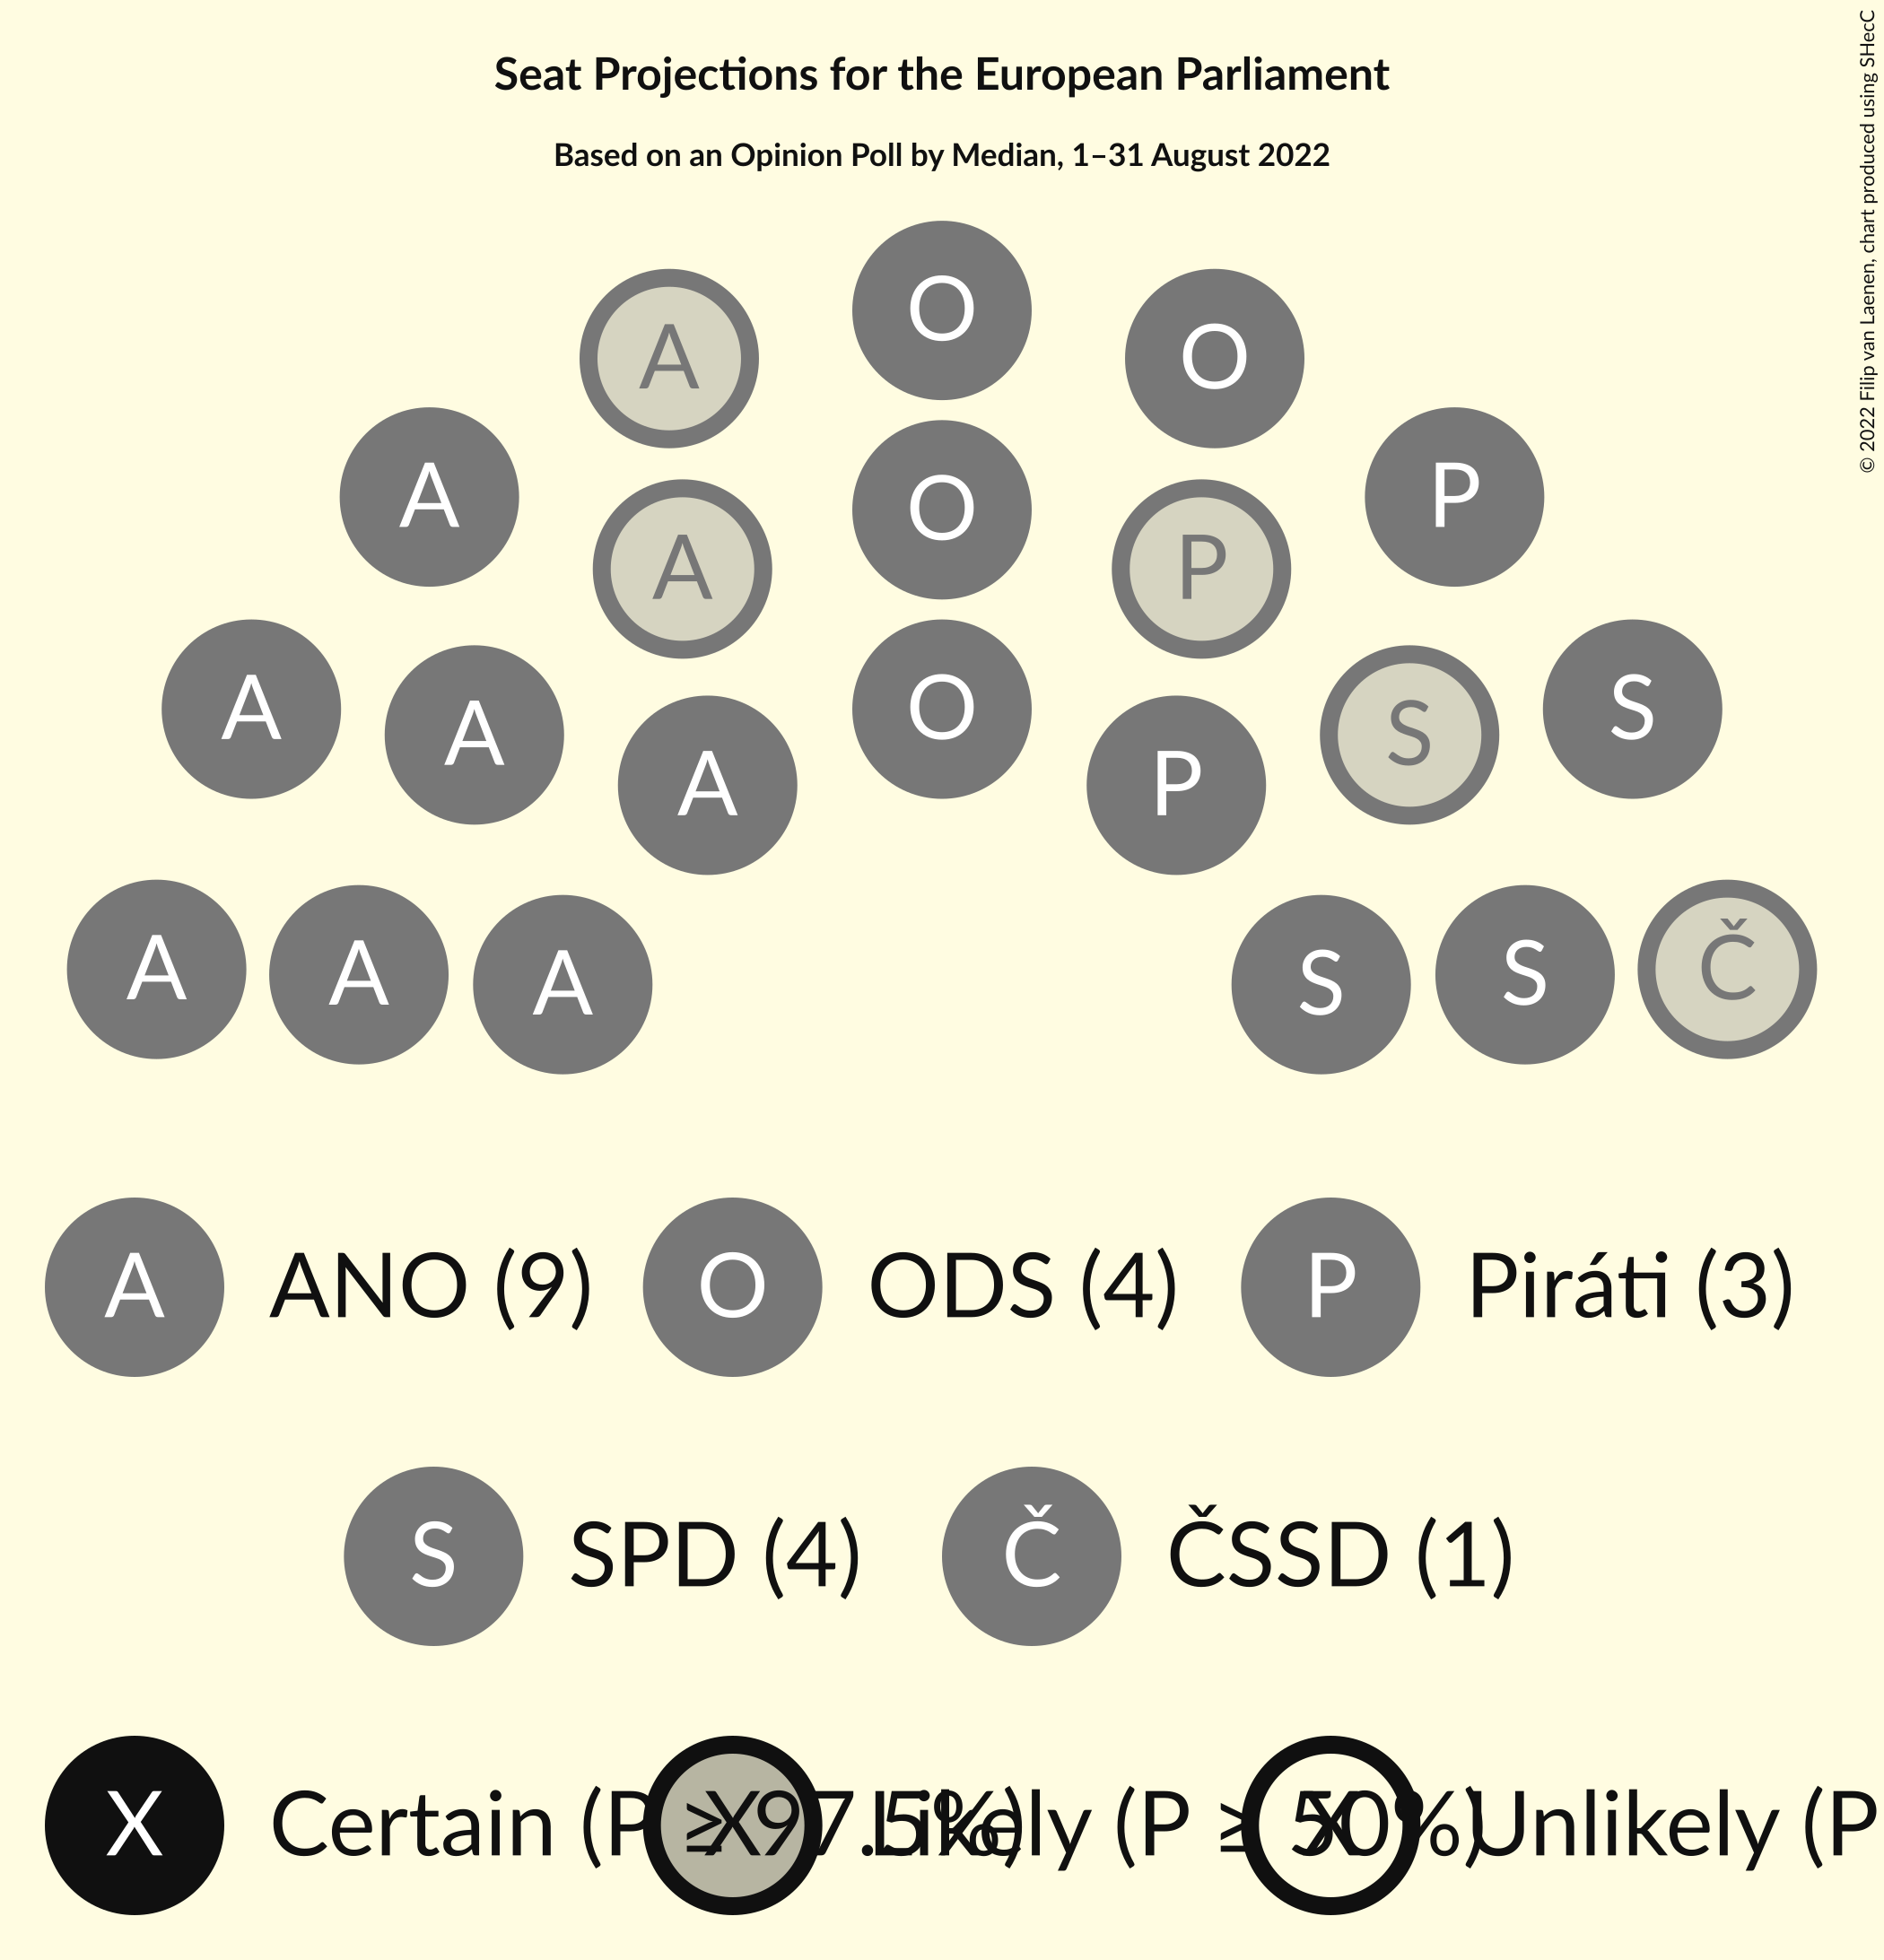 Seat Projections for the European Parliament
Based on an Opinion Poll by Median, 1–31 August 2022
© 2022 Filip van Laenen, chart produced using SHecC
O
A O
A O P
A P
A O S
A S
A P
A S
A S Č
A ANO (9) O ODS (4) P Piráti (3)
S SPD (4) Č ČSSD (1)
X Certain (P ≥ 97.5%) X Likely (P ≥ 50%) X Unlikely (P